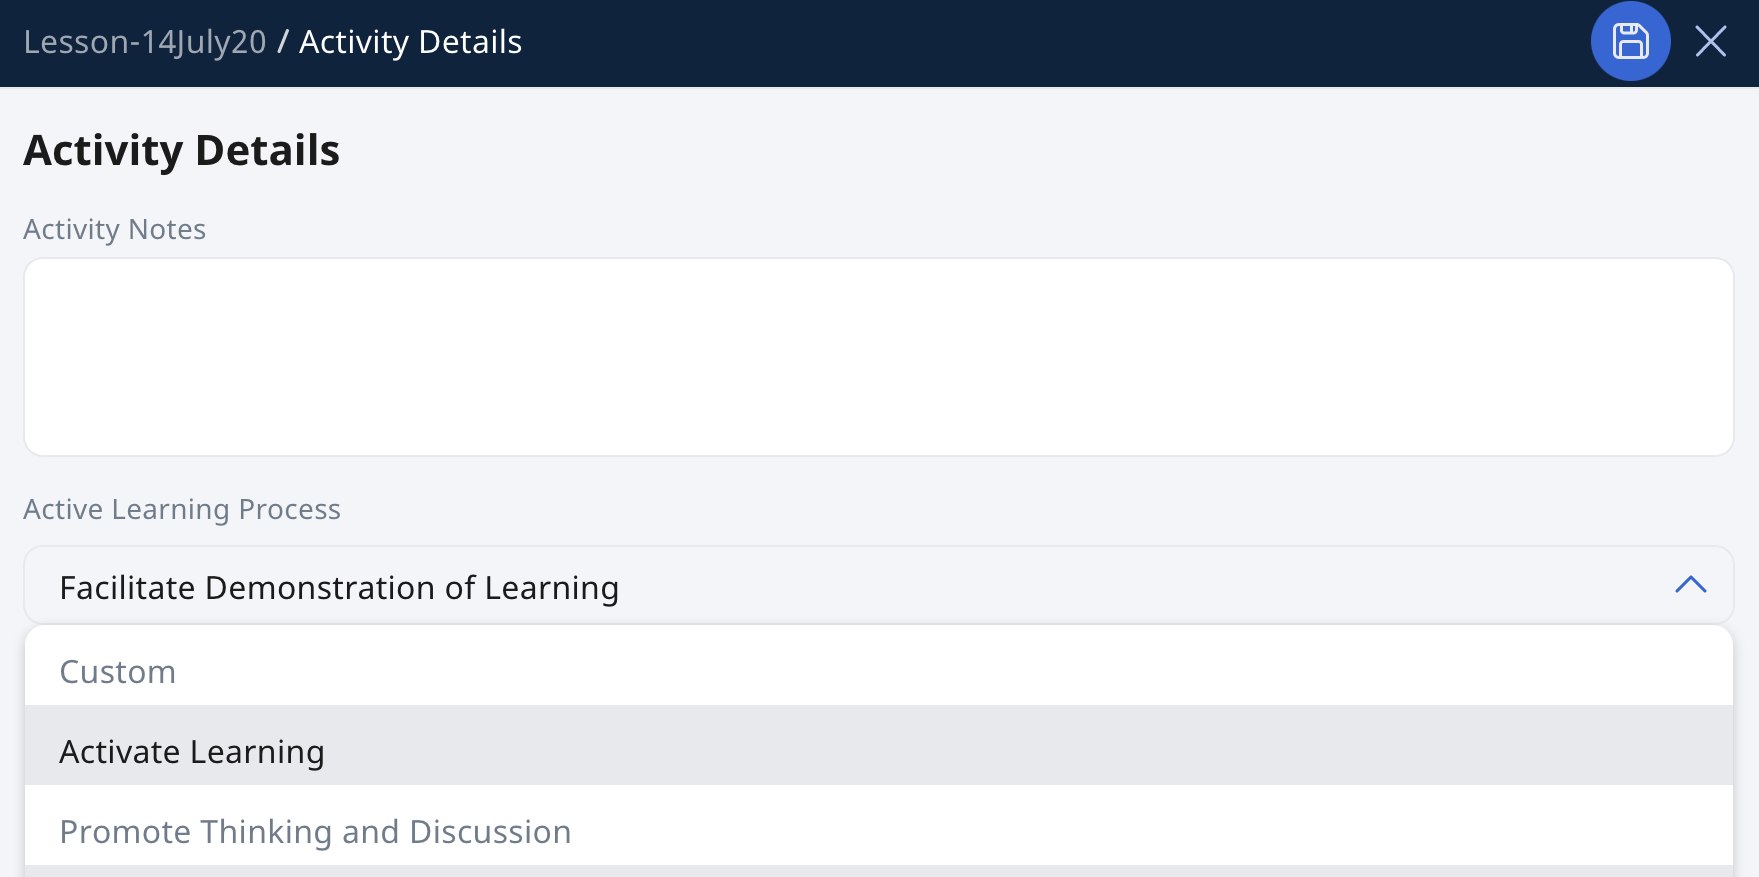 Lesson-14July20 / Activity Details
Activity Details
Activity Notes
Active Learning Process
Facilitate Demonstration of Learning
Custom
Activate Learning
Promote Thinking and Discussion